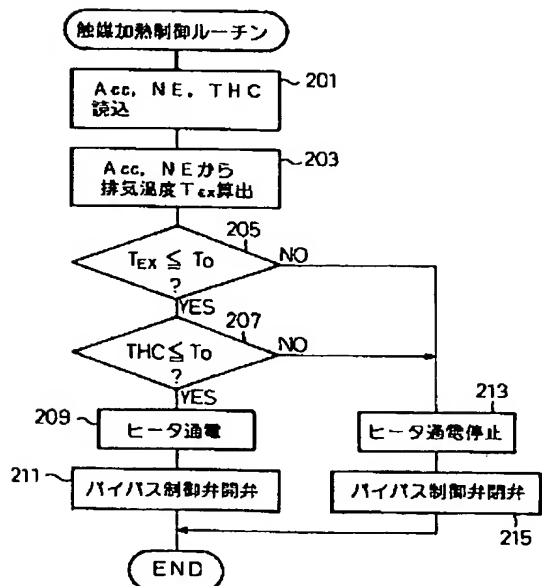 触媒加熱制御ルーチン
Acc, NE, THC
読込
201
Acc, NEから
排気温度TEX算出
203
TEX ≦ To
?
205
NO
YES
THC ≦ To
?
207
NO
YES
209
ヒータ通電
213
ヒータ通電停止
211
バイパス制御弁開弁
バイパス制御弁閉弁
215
END